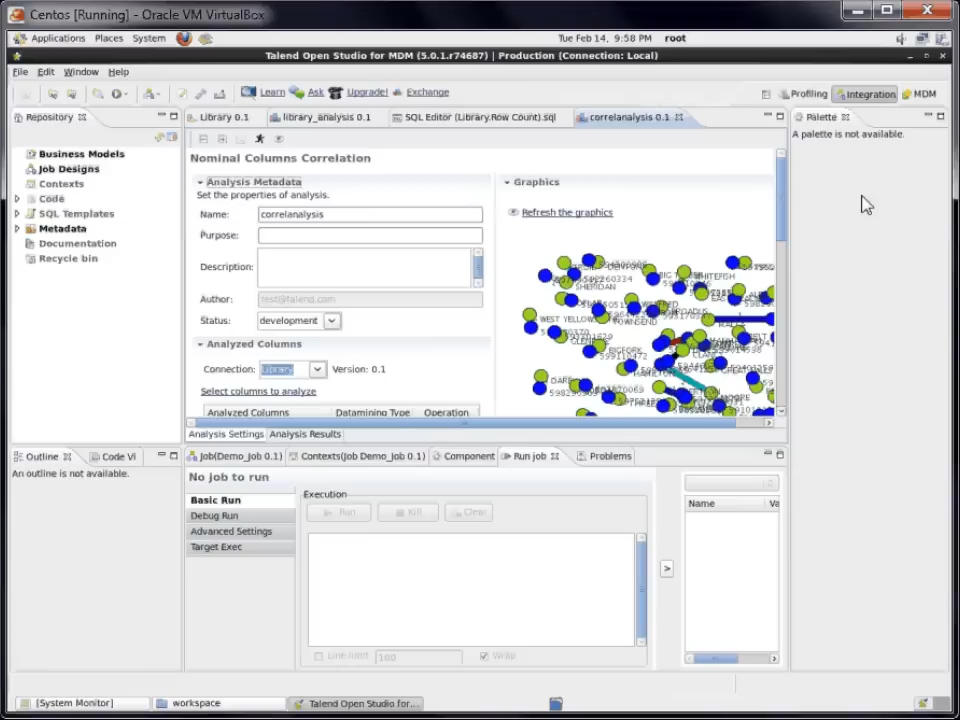 Centos [Running] - Oracle VM VirtualBox
Applications Places System Tue Feb 14, 9:58 PM root
Talend Open Studio for MDM (5.0.1.r74687) | Production (Connection: Local)
File Edit Window Help
Learn Ask Upgrade! Exchange Profiling Integration MDM
Repository Library 0.1 library_analysis 0.1 SQL Editor (Library.Row Count).sql correlanalysis 0.1 Palette
A palette is not available.
Business Models
Job Designs
Contexts
Code
SQL Templates
Metadata
Documentation
Recycle bin
Nominal Columns Correlation
Analysis Metadata
Set the properties of analysis.
Name: correlanalysis
Purpose:
Description:
Author: test@talend.com
Status: development
Analyzed Columns
Connection: Library Version: 0.1
Select columns to analyze
Analyzed Columns Datamining Type Operation
Graphics
Refresh the graphics
WHITEFISH
SHERIDAN
WEST YELLOW
TOWNSEND
BIGFORK
599110472
Analysis Settings Analysis Results
Outline Code Vi
An outline is not available.
Job(Demo_Job 0.1) Contexts(Job Demo_Job 0.1) Component Run job Problems
No job to run
Basic Run
Debug Run
Advanced Settings
Target Exec
Execution
Run Kill Clear
>
Name Va
Line limit 100 Wrap
[System Monitor] workspace Talend Open Studio for...